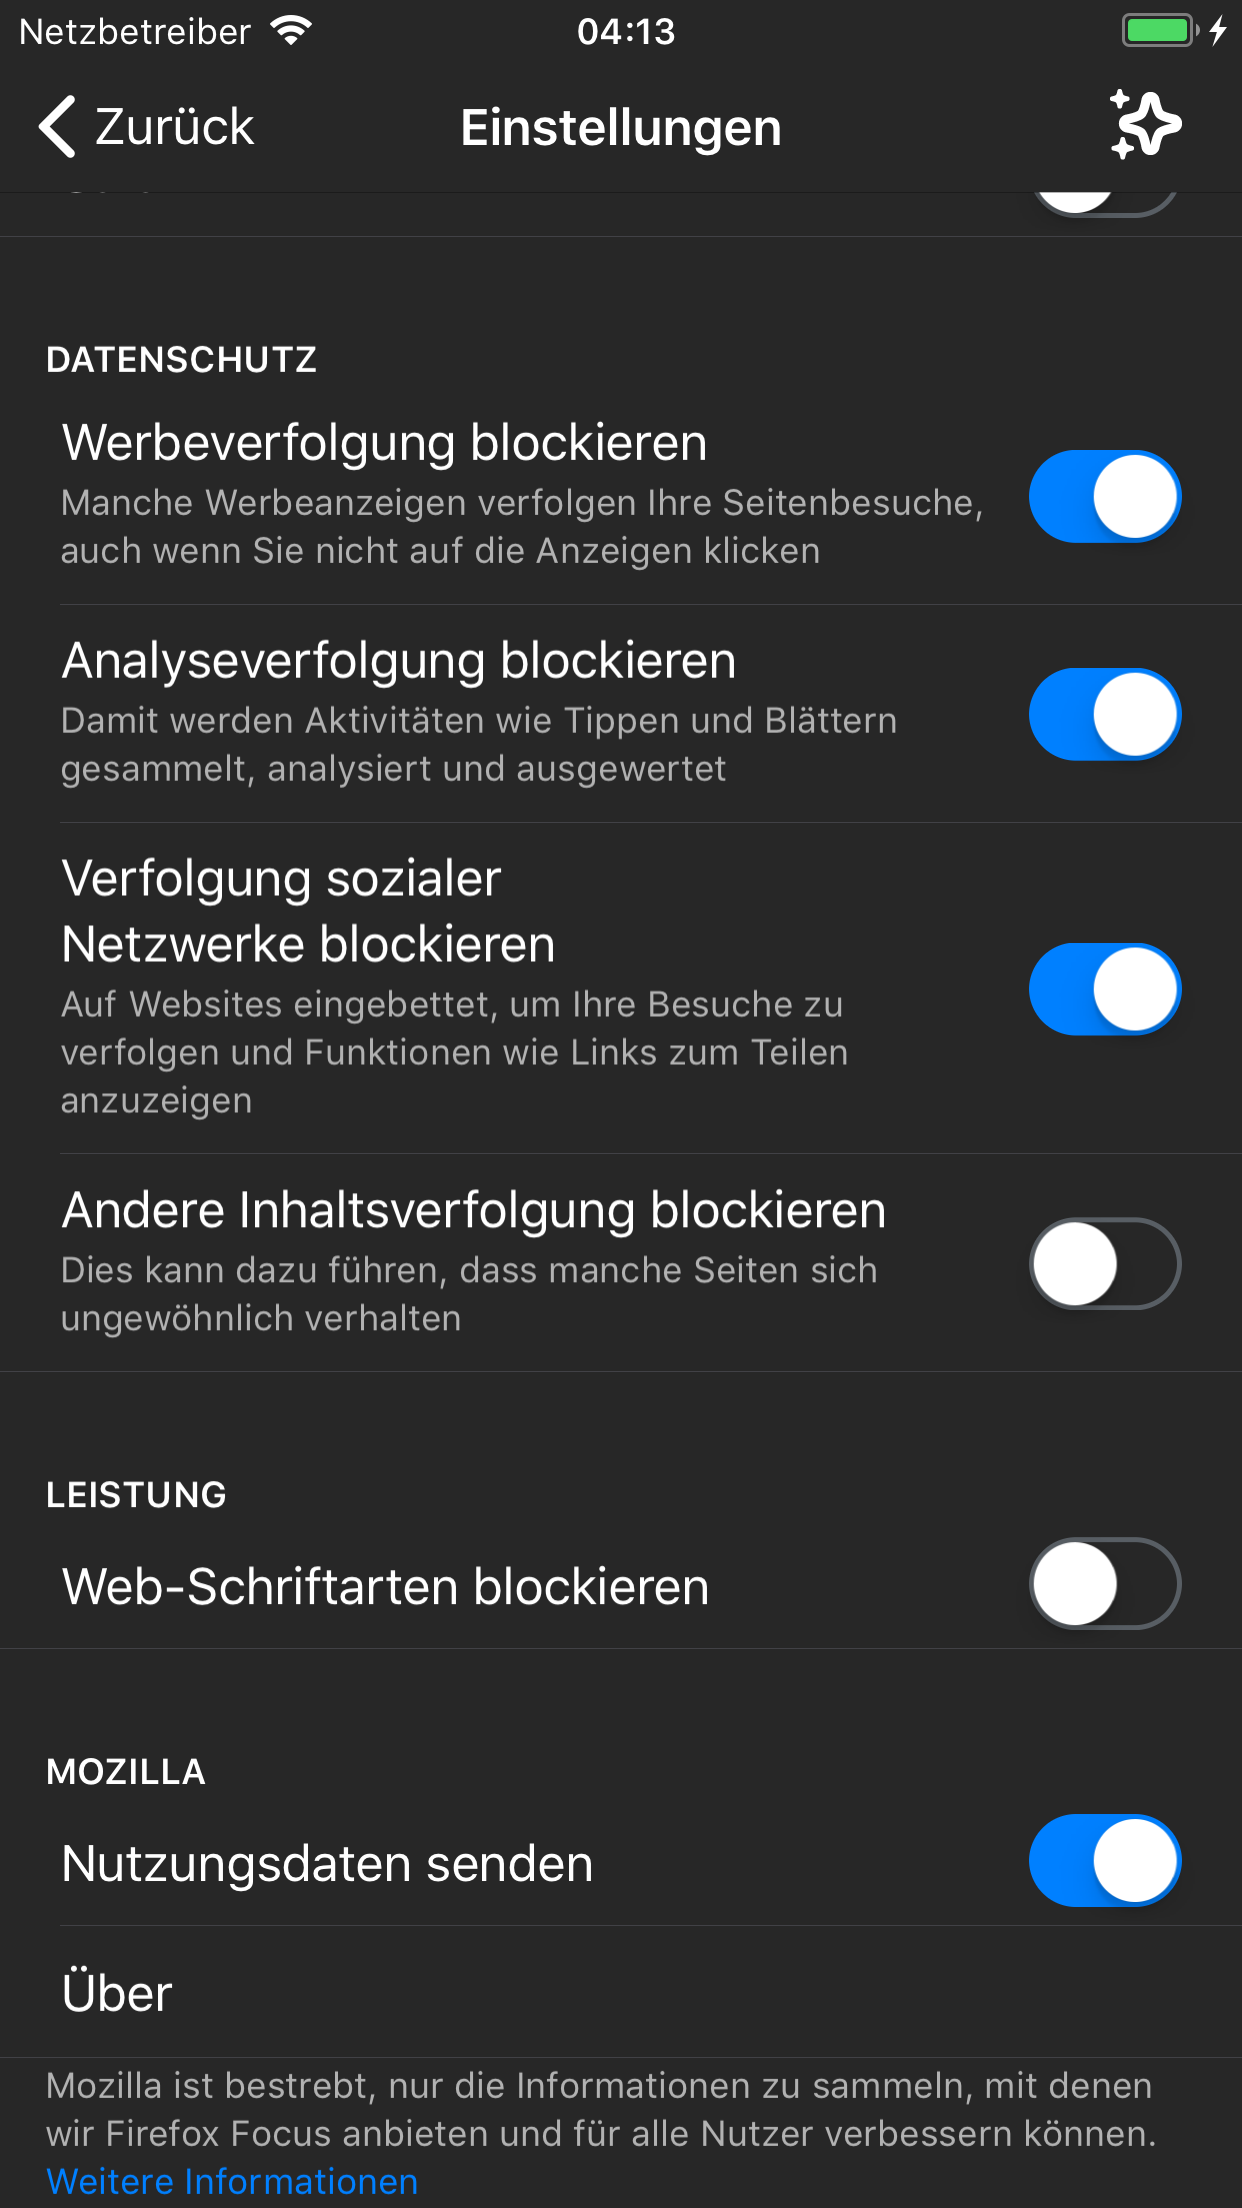 Netzbetreiber
04:13
Zurück
Einstellungen
DATENSCHUTZ
Werbeverfolgung blockieren
Manche Werbeanzeigen verfolgen Ihre Seitenbesuche,
auch wenn Sie nicht auf die Anzeigen klicken
Analyseverfolgung blockieren
Damit werden Aktivitäten wie Tippen und Blättern
gesammelt, analysiert und ausgewertet
Verfolgung sozialer
Netzwerke blockieren
Auf Websites eingebettet, um Ihre Besuche zu
verfolgen und Funktionen wie Links zum Teilen
anzuzeigen
Andere Inhaltsverfolgung blockieren
Dies kann dazu führen, dass manche Seiten sich
ungewöhnlich verhalten
LEISTUNG
Web-Schriftarten blockieren
MOZILLA
Nutzungsdaten senden
Über
Mozilla ist bestrebt, nur die Informationen zu sammeln, mit denen
wir Firefox Focus anbieten und für alle Nutzer verbessern können.
Weitere Informationen